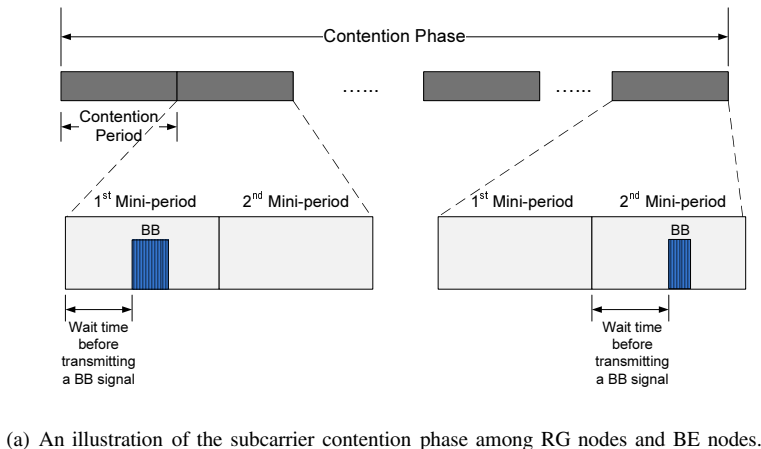 Contention Phase
...... ......
Contention
Period
1st Mini-period 2nd Mini-period 1st Mini-period 2nd Mini-period
BB BB
Wait time
before
transmitting
a BB signal
Wait time
before
transmitting
a BB signal
(a) An illustration of the subcarrier contention phase among RG nodes and BE nodes.